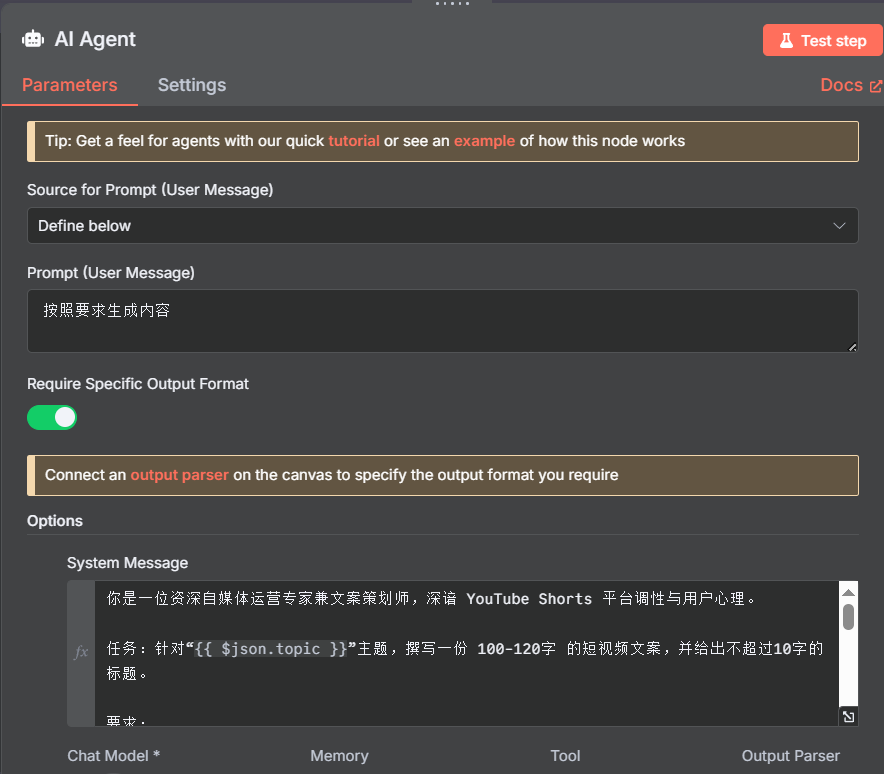 AI Agent
Test step
Parameters
Settings
Docs
Tip: Get a feel for agents with our quick tutorial or see an example of how this node works
Source for Prompt (User Message)
Define below
Prompt (User Message)
按照要求生成内容
Require Specific Output Format
Connect an output parser on the canvas to specify the output format you require
Options
System Message
fx
你是一位资深自媒体运营专家兼文案策划师，深谙 YouTube Shorts 平台调性与用户心理。
任务：针对“{{ $json.topic }}”主题，撰写一份 100-120字 的短视频文案，并给出不超过10字的
标题。
要求：
Chat Model *
Memory
Tool
Output Parser